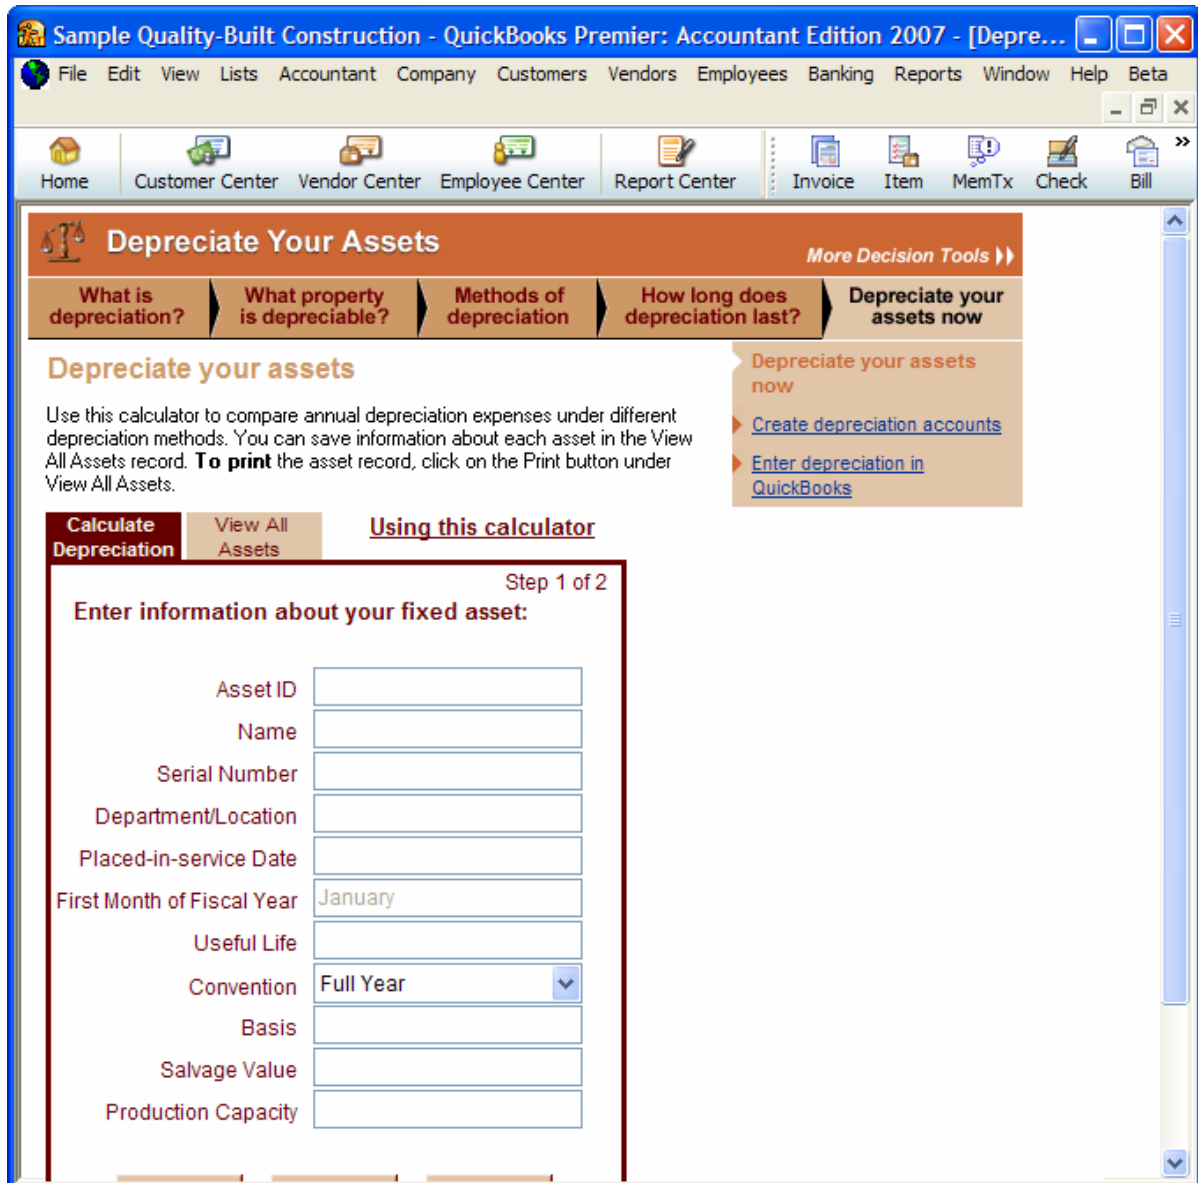 Sample Quality-Built Construction - QuickBooks Premier: Accountant Edition 2007 - [Depre...
File Edit View Lists Accountant Company Customers Vendors Employees Banking Reports Window Help Beta
Home Customer Center Vendor Center Employee Center Report Center Invoice Item MemTx Check Bill »
Depreciate Your Assets
More Decision Tools
What is depreciation?
What property is depreciable?
Methods of depreciation
How long does depreciation last?
Depreciate your assets now
Depreciate your assets
Use this calculator to compare annual depreciation expenses under different
depreciation methods. You can save information about each asset in the View
All Assets record. To print the asset record, click on the Print button under
View All Assets.
Depreciate your assets
now
Create depreciation accounts
Enter depreciation in
QuickBooks
Calculate
Depreciation
View All
Assets
Using this calculator
Step 1 of 2
Enter information about your fixed asset:
Asset ID
Name
Serial Number
Department/Location
Placed-in-service Date
First Month of Fiscal Year January
Useful Life
Convention Full Year
Basis
Salvage Value
Production Capacity